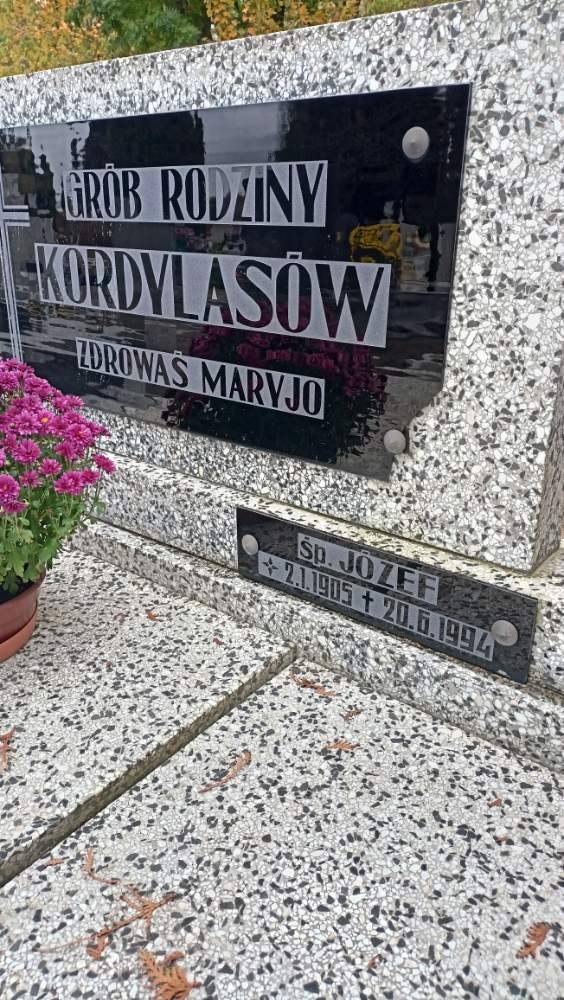 GRÓB RODZINY
KORDYLASÓW
ZDROWAŚ MARYJO
Śp. JÓZEF
2.1.1905 20.6.1994